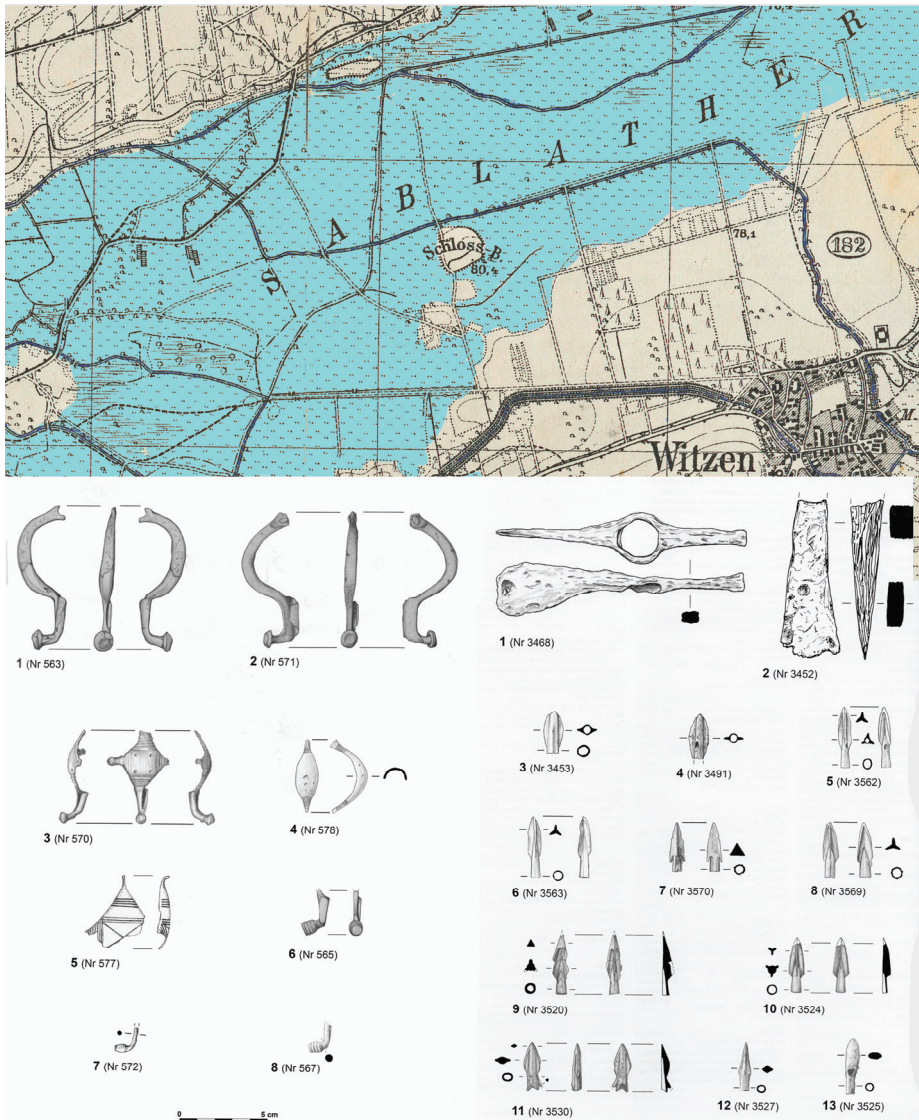 SABLATHER
Schloss-B
80,4
78,1
182
Witzen
M
1 (Nr 563)
2 (Nr 571)
3 (Nr 570)
4 (Nr 578)
5 (Nr 577)
6 (Nr 565)
7 (Nr 572)
8 (Nr 567)
0 5 cm
1 (Nr 3468)
2 (Nr 3452)
3 (Nr 3453)
4 (Nr 3491)
5 (Nr 3562)
6 (Nr 3563)
7 (Nr 3570)
8 (Nr 3569)
9 (Nr 3520)
10 (Nr 3524)
11 (Nr 3530)
12 (Nr 3527)
13 (Nr 3525)